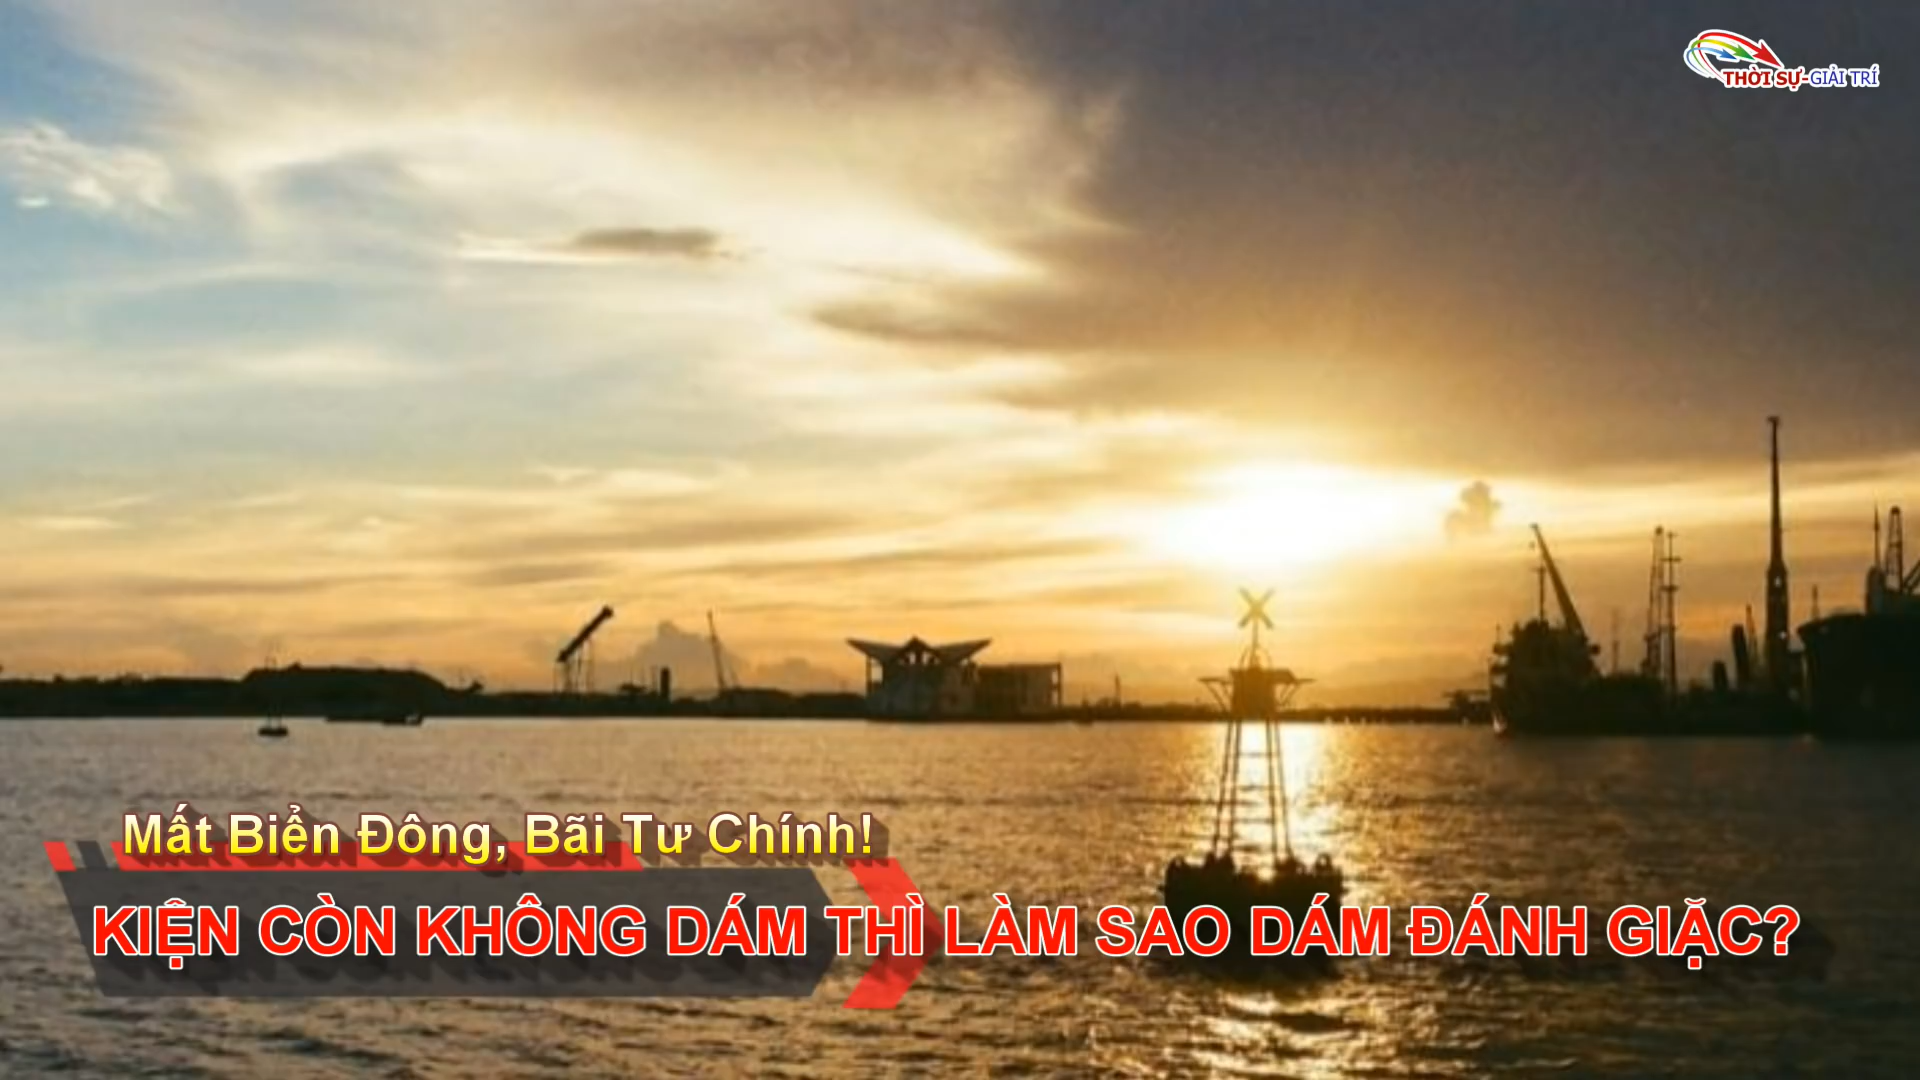 THỜI SỰ-GIẢI TRÍ
Mất Biển Đông, Bãi Tư Chính!
KIỆN CÒN KHÔNG DÁM THÌ LÀM SAO DÁM ĐÁNH GIẶC?